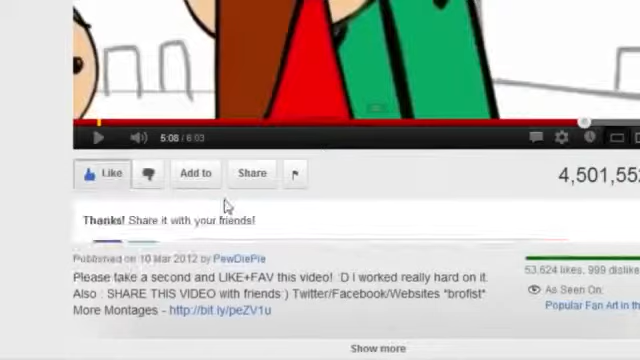 5:08 / 6:03
Like
Add to
Share
4,501,552
Thanks! Share it with your friends!
Published on 10 Mar 2012 by PewDiePie
53,624 likes, 999 dislike
Please take a second and LIKE+FAV this video! :D I worked really hard on it.
As Seen On:
Also : SHARE THIS VIDEO with friends:) Twitter/Facebook/Websites *brofist*
Popular Fan Art in th
More Montages - http://bit.ly/peZV1u
Show more